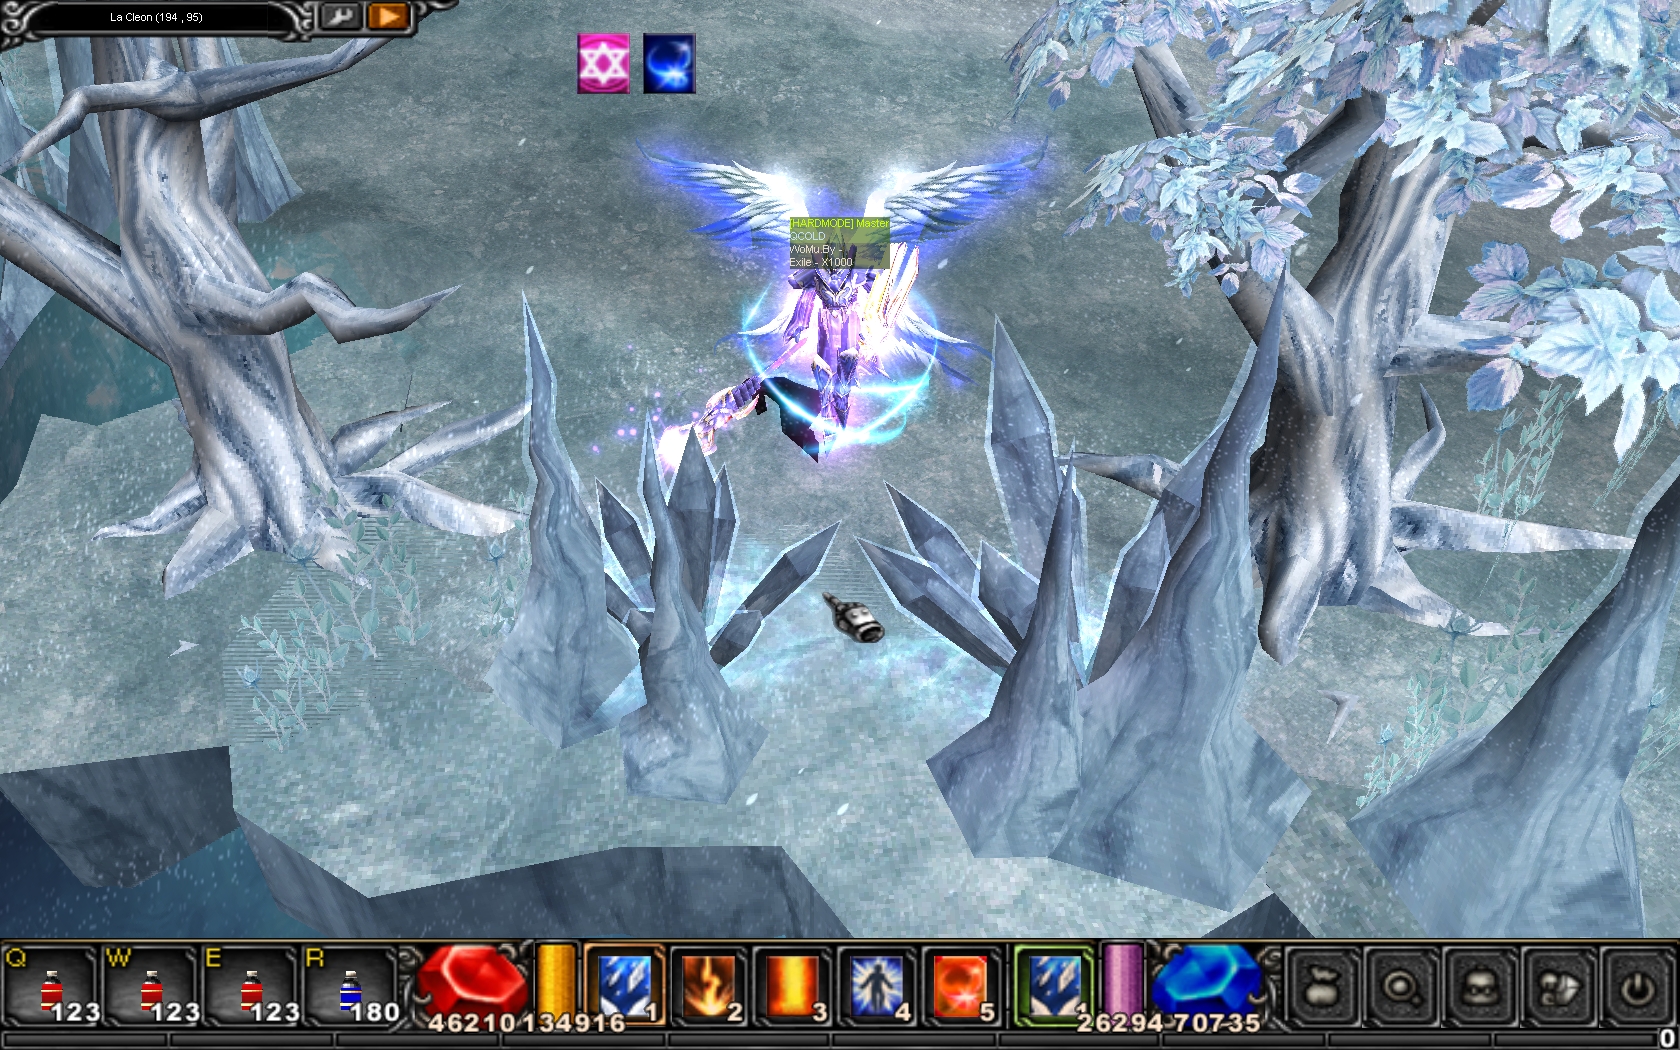 La Cleon (194 , 95)
[HARDMODE] Master
QCOLD
WoMu.By -
Exile - X1000
Q
W
E
R
123
123
123
180
46210
134916
1
2
3
4
5
1
26294
70735
0